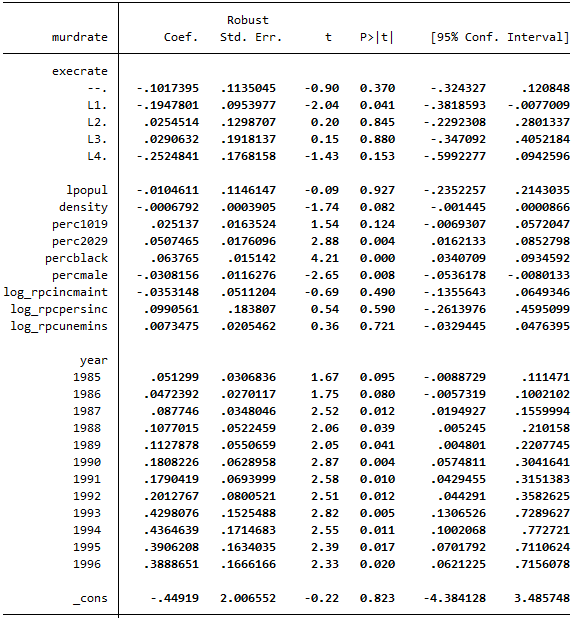 Robust
murdrate Coef. Std. Err. t P>|t| [95% Conf. Interval]
execrate
--. -.1017395 .1135045 -0.90 0.370 -.324327 .120848
L1. -.1947801 .0953977 -2.04 0.041 -.3818593 -.0077009
L2. .0254514 .1298707 0.20 0.845 -.2292308 .2801337
L3. .0290632 .1918137 0.15 0.880 -.347092 .4052184
L4. -.2524841 .1768158 -1.43 0.153 -.5992277 .0942596
lpopul -.0104611 .1146147 -0.09 0.927 -.2352257 .2143035
density -.0006792 .0003905 -1.74 0.082 -.001445 .0000866
perc1019 .025137 .0163524 1.54 0.124 -.0069307 .0572047
perc2029 .0507465 .0176096 2.88 0.004 .0162133 .0852798
percblack .063765 .015142 4.21 0.000 .0340709 .0934592
percmale -.0308156 .0116276 -2.65 0.008 -.0536178 -.0080133
log_rpcincmaint -.0353148 .0511204 -0.69 0.490 -.1355643 .0649346
log_rpcpersinc .0990561 .183807 0.54 0.590 -.2613976 .4595099
log_rpcunemins .0073475 .0205462 0.36 0.721 -.0329445 .0476395
year
1985 .051299 .0306836 1.67 0.095 -.0088729 .111471
1986 .0472392 .0270117 1.75 0.080 -.0057319 .1002102
1987 .087746 .0348046 2.52 0.012 .0194927 .1559994
1988 .1077015 .0522459 2.06 0.039 .005245 .210158
1989 .1127878 .0550659 2.05 0.041 .004801 .2207745
1990 .1808226 .0628958 2.87 0.004 .0574811 .3041641
1991 .1790419 .0693999 2.58 0.010 .0429455 .3151383
1992 .2012767 .0800521 2.51 0.012 .044291 .3582625
1993 .4298076 .1525488 2.82 0.005 .1306526 .7289627
1994 .4364639 .1714683 2.55 0.011 .1002068 .772721
1995 .3906208 .1634035 2.39 0.017 .0701792 .7110624
1996 .3888651 .1666166 2.33 0.020 .0621225 .7156078
_cons -.44919 2.006552 -0.22 0.823 -4.384128 3.485748